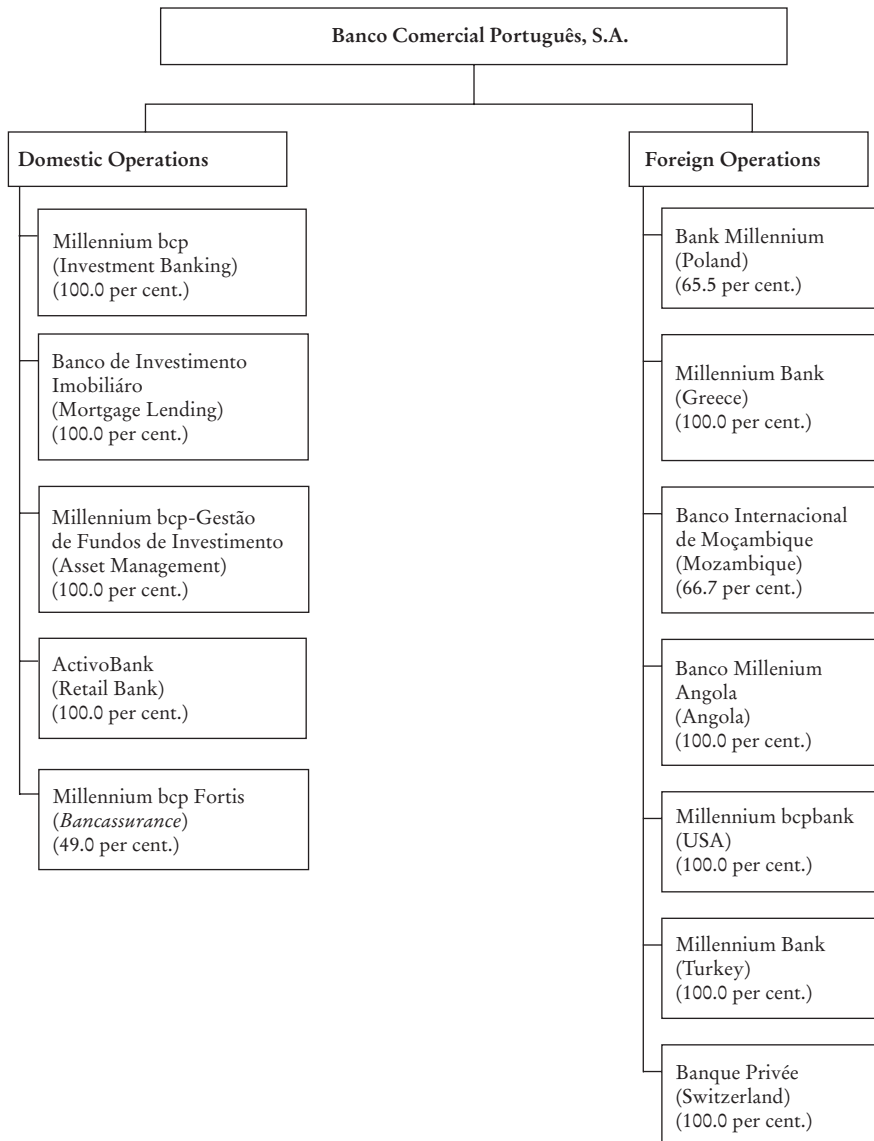 Banco Comercial Português, S.A.
Domestic Operations
Millennium bcp
(Investment Banking)
(100.0 per cent.)
Banco de Investimento
Imobiliáro
(Mortgage Lending)
(100.0 per cent.)
Millennium bcp-Gestão
de Fundos de Investimento
(Asset Management)
(100.0 per cent.)
ActivoBank
(Retail Bank)
(100.0 per cent.)
Millennium bcp Fortis
(Bancassurance)
(49.0 per cent.)
Foreign Operations
Bank Millennium
(Poland)
(65.5 per cent.)
Millennium Bank
(Greece)
(100.0 per cent.)
Banco Internacional
de Moçambique
(Mozambique)
(66.7 per cent.)
Banco Millenium
Angola
(Angola)
(100.0 per cent.)
Millennium bcpbank
(USA)
(100.0 per cent.)
Millennium Bank
(Turkey)
(100.0 per cent.)
Banque Privée
(Switzerland)
(100.0 per cent.)